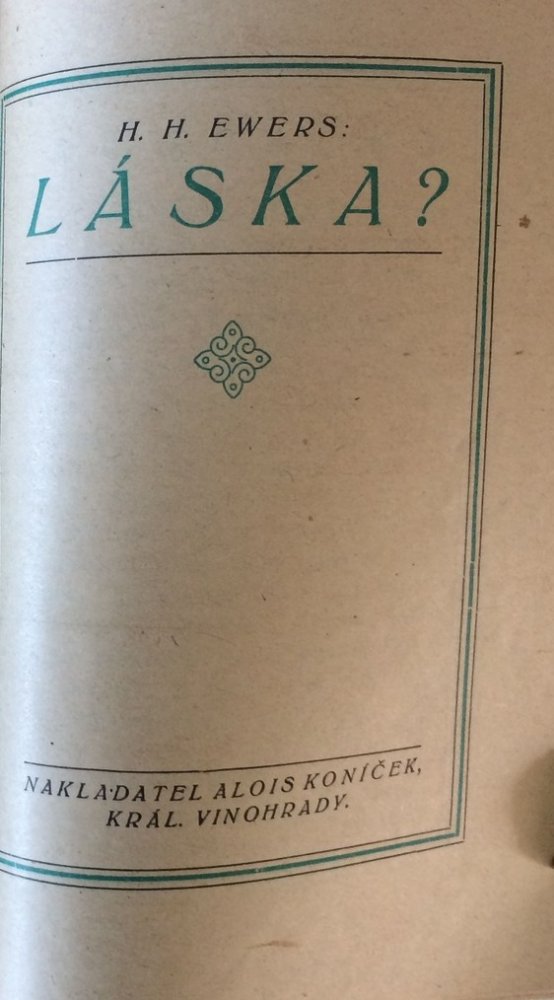 H. H. EWERS:
LÁSKA?
NAKLADATEL ALOIS KONÍČEK,
KRÁL. VINOHRADY.